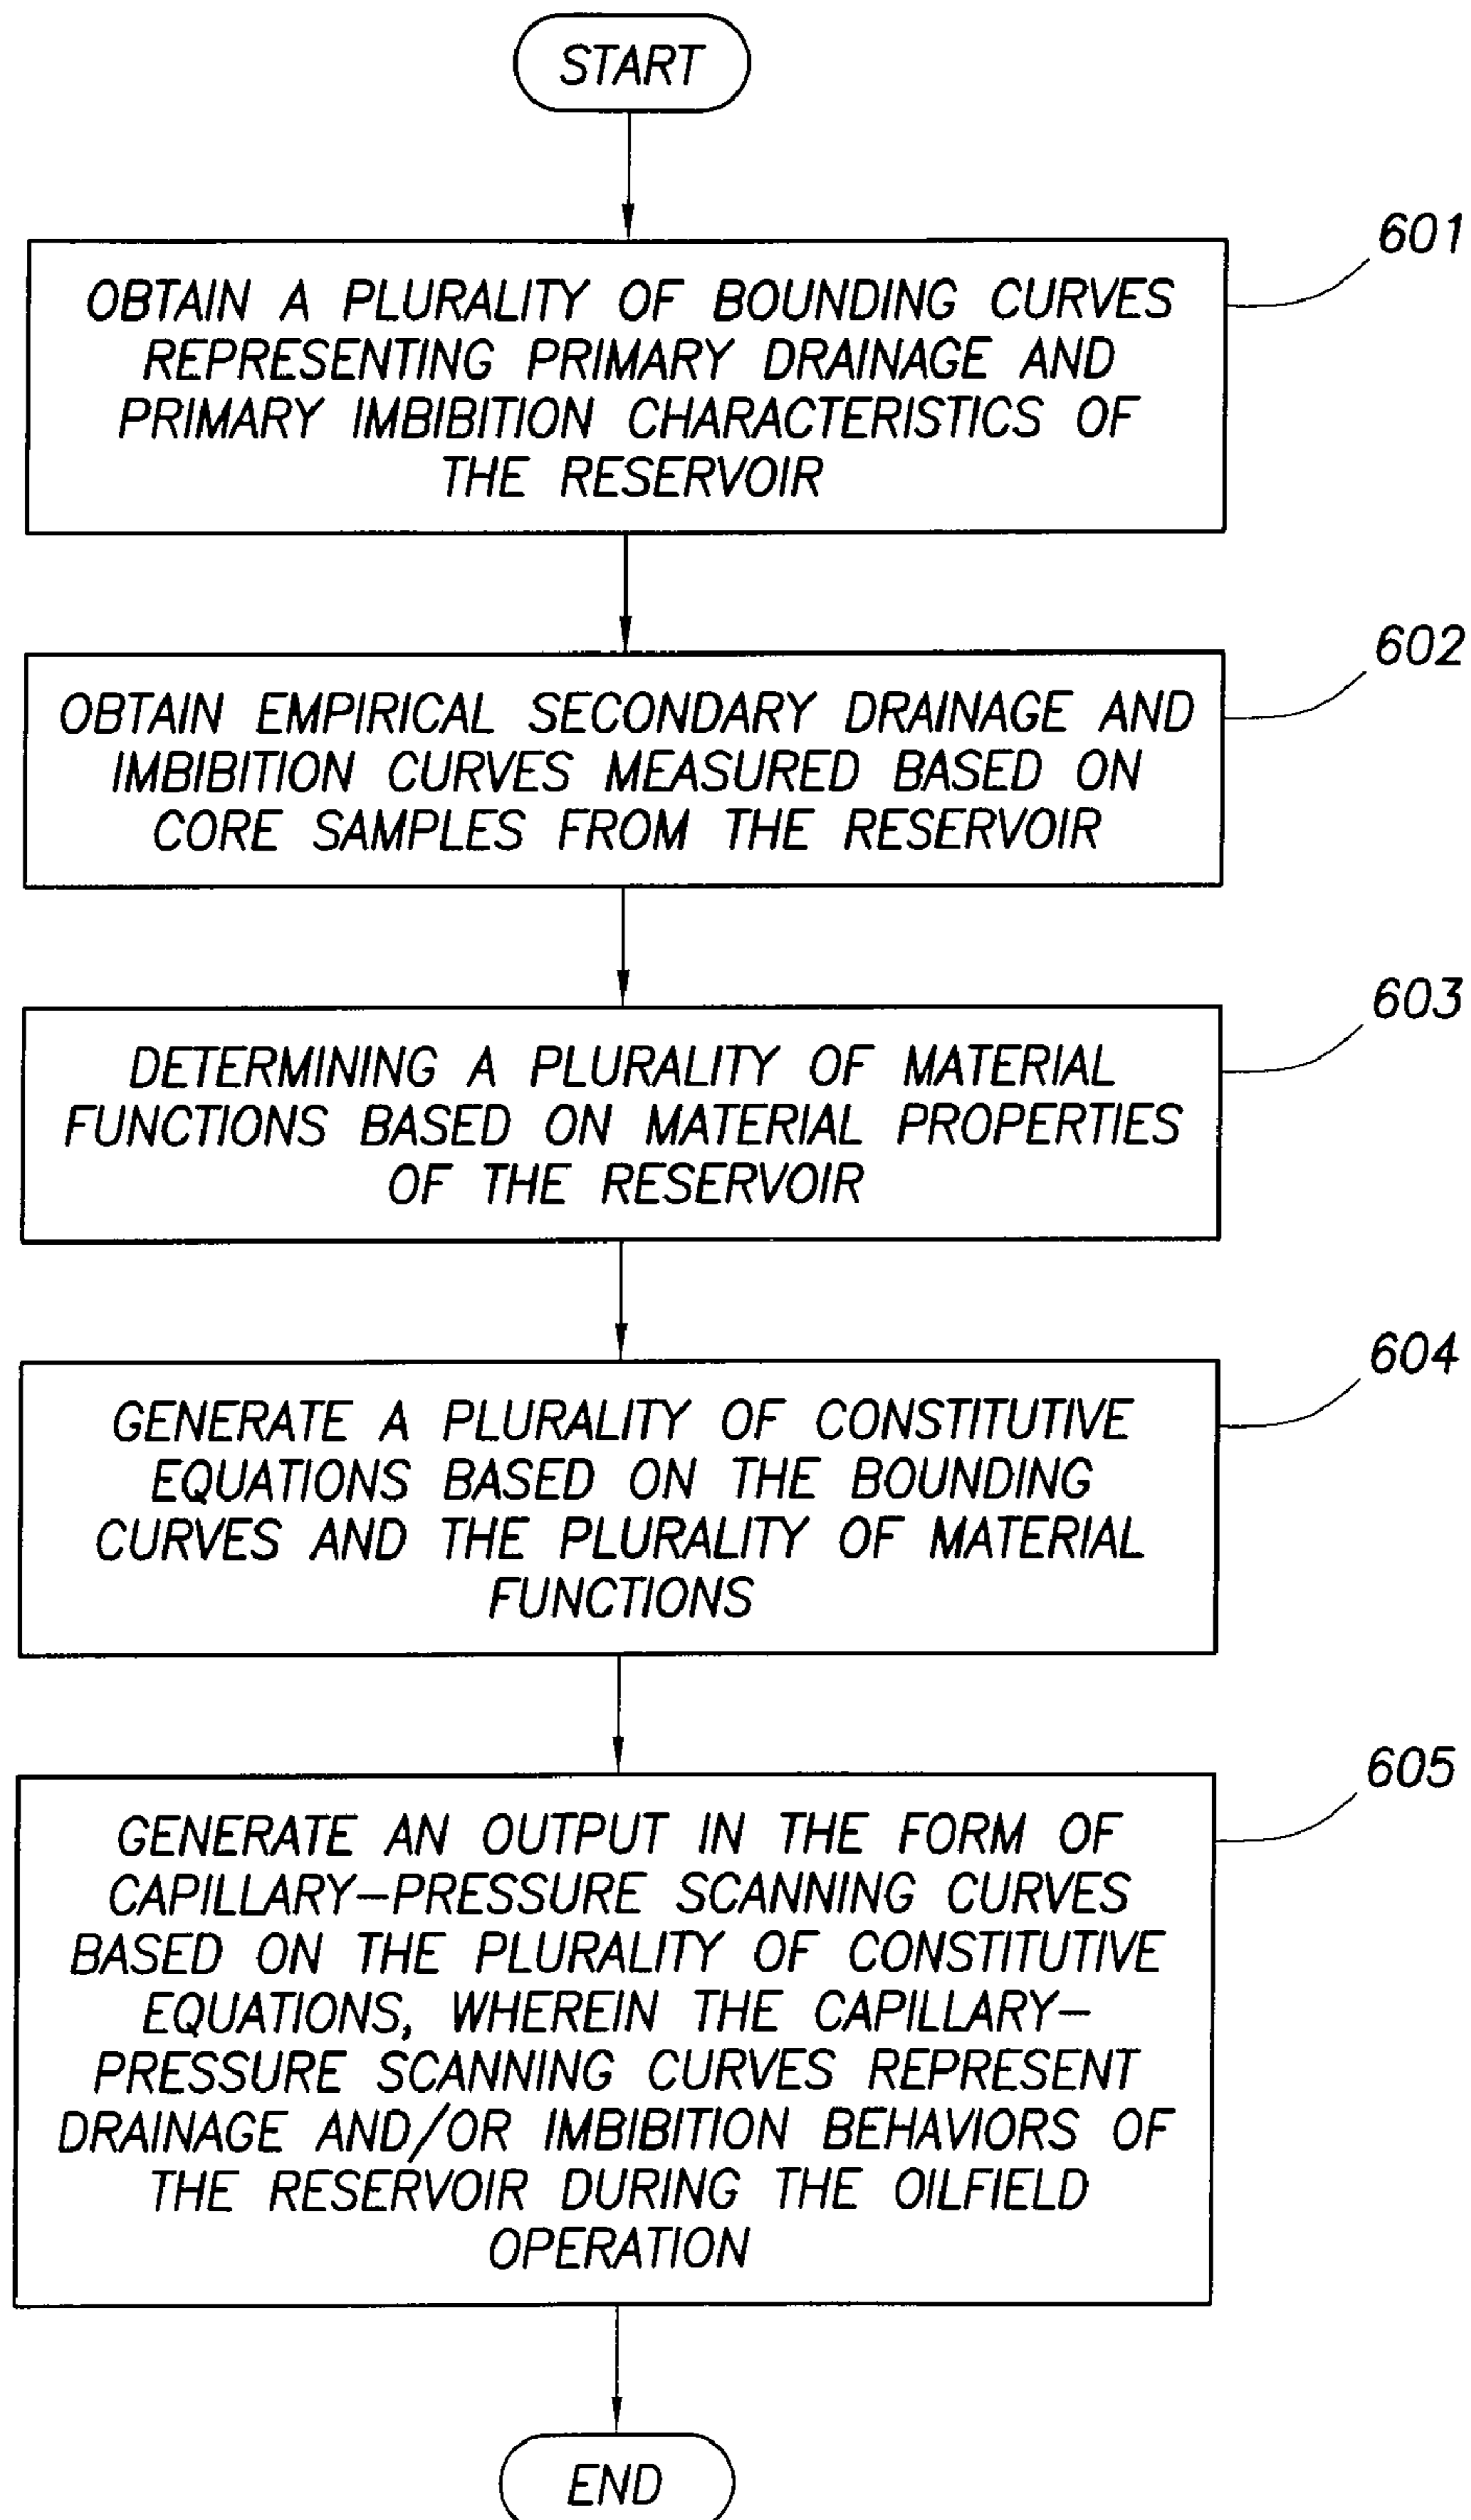 START
601
OBTAIN A PLURALITY OF BOUNDING CURVES
REPRESENTING PRIMARY DRAINAGE AND
PRIMARY IMBIBITION CHARACTERISTICS OF
THE RESERVOIR
602
OBTAIN EMPIRICAL SECONDARY DRAINAGE AND
IMBIBITION CURVES MEASURED BASED ON
CORE SAMPLES FROM THE RESERVOIR
603
DETERMINING A PLURALITY OF MATERIAL
FUNCTIONS BASED ON MATERIAL PROPERTIES
OF THE RESERVOIR
604
GENERATE A PLURALITY OF CONSTITUTIVE
EQUATIONS BASED ON THE BOUNDING
CURVES AND THE PLURALITY OF MATERIAL
FUNCTIONS
605
GENERATE AN OUTPUT IN THE FORM OF
CAPILLARY–PRESSURE SCANNING CURVES
BASED ON THE PLURALITY OF CONSTITUTIVE
EQUATIONS, WHEREIN THE CAPILLARY–
PRESSURE SCANNING CURVES REPRESENT
DRAINAGE AND/OR IMBIBITION BEHAVIORS OF
THE RESERVOIR DURING THE OILFIELD
OPERATION
END